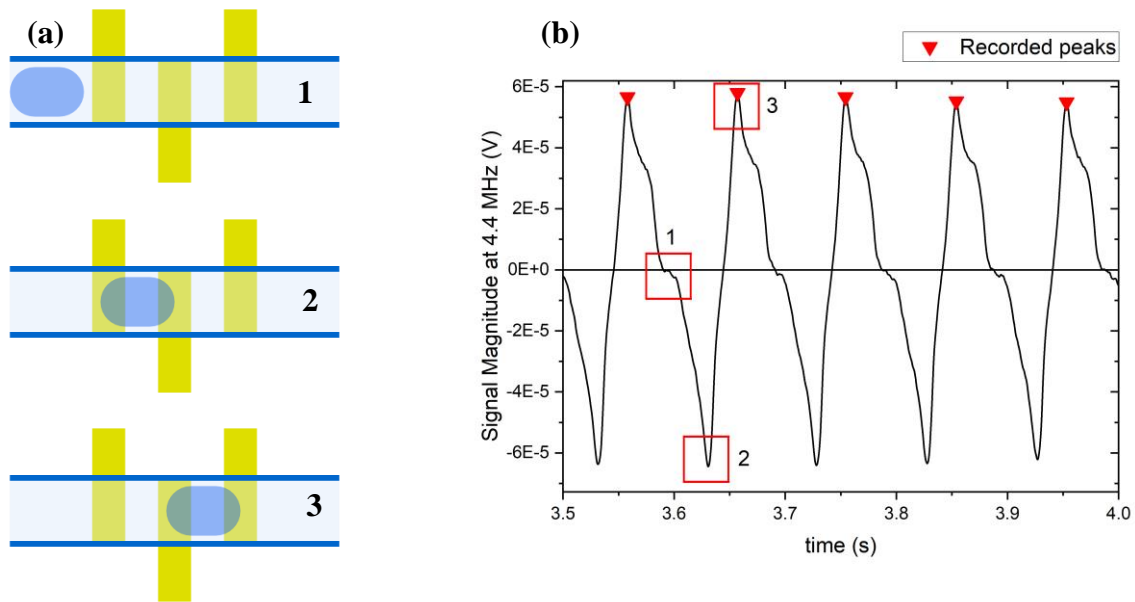 (a)
1
2
3
(b)
Recorded peaks
Signal Magnitude at 4.4 MHz (V)
6E-5
4E-5
2E-5
0E+0
-2E-5
-4E-5
-6E-5
3
1
2
3.5 3.6 3.7 3.8 3.9 4.0
time (s)